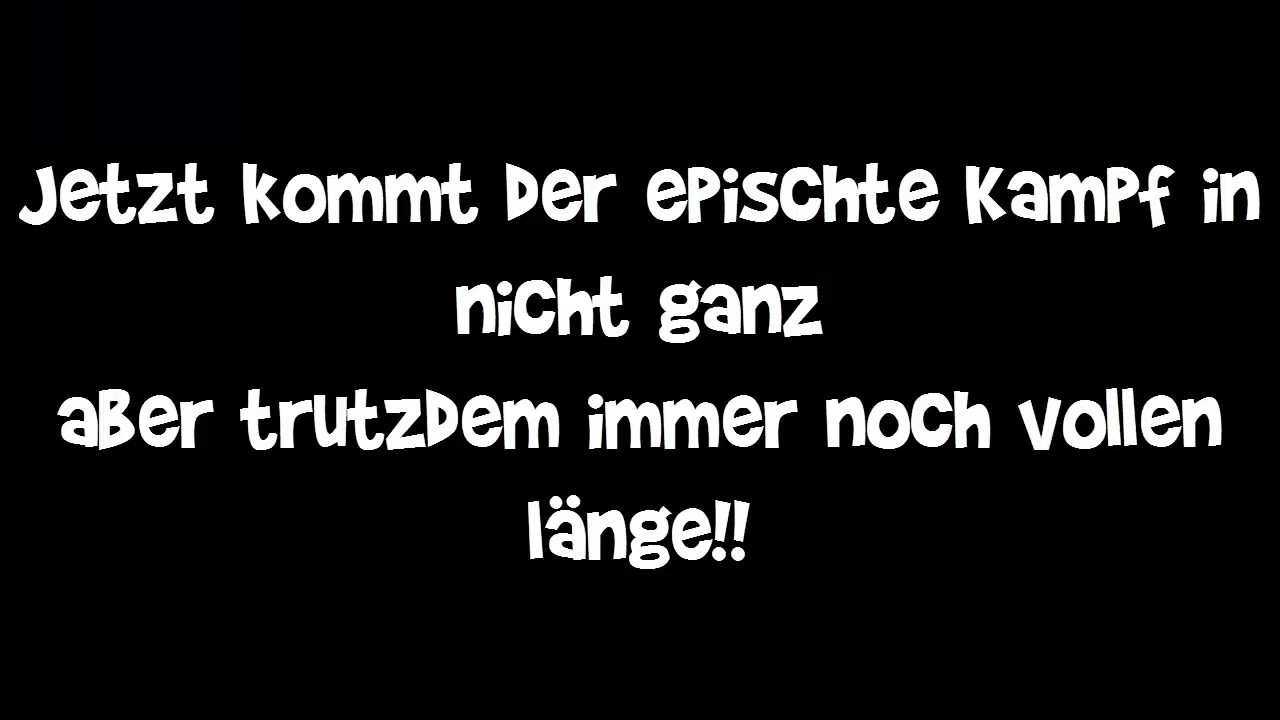 Jetzt kommt der epischte Kampf in
nicht ganz
aber trutzdem immer noch vollen
länge!!